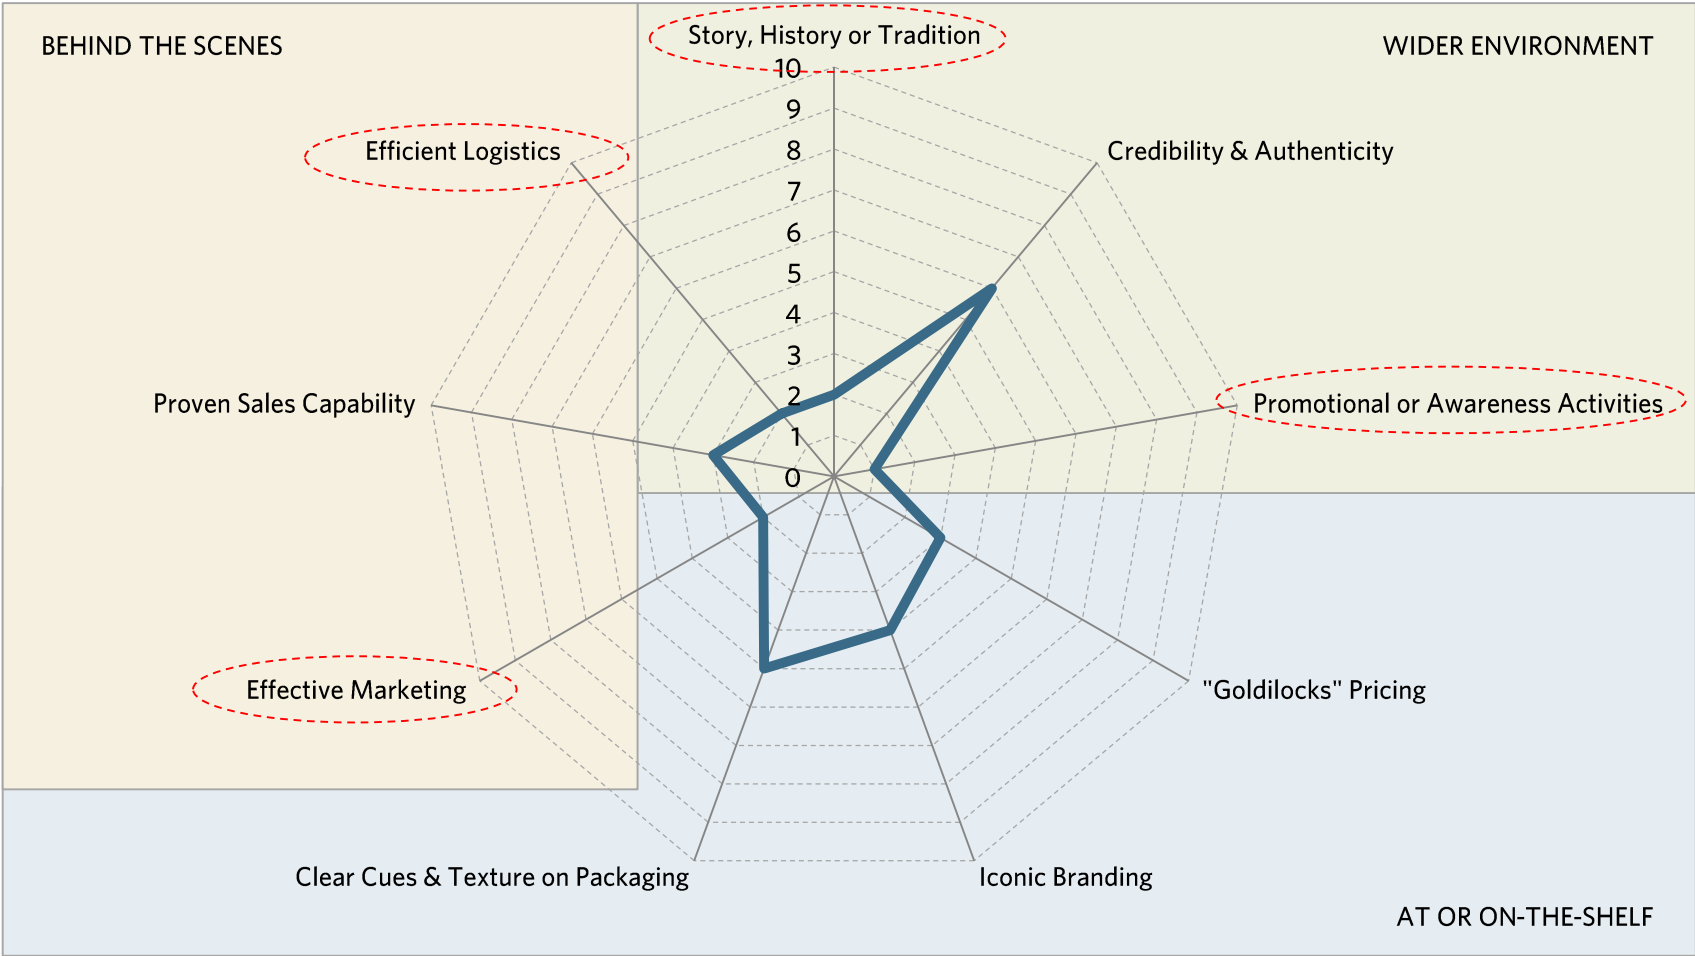 BEHIND THE SCENES
Story, History or Tradition
WIDER ENVIRONMENT
10
9
8
7
6
5
4
3
2
1
0
Efficient Logistics
Credibility & Authenticity
Proven Sales Capability
Promotional or Awareness Activities
Effective Marketing
"Goldilocks" Pricing
Clear Cues & Texture on Packaging
Iconic Branding
AT OR ON-THE-SHELF